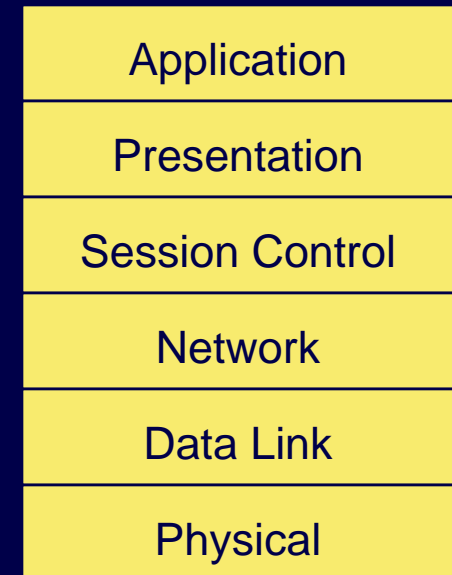 Application
Presentation
Session Control
Network
Data Link
Physical